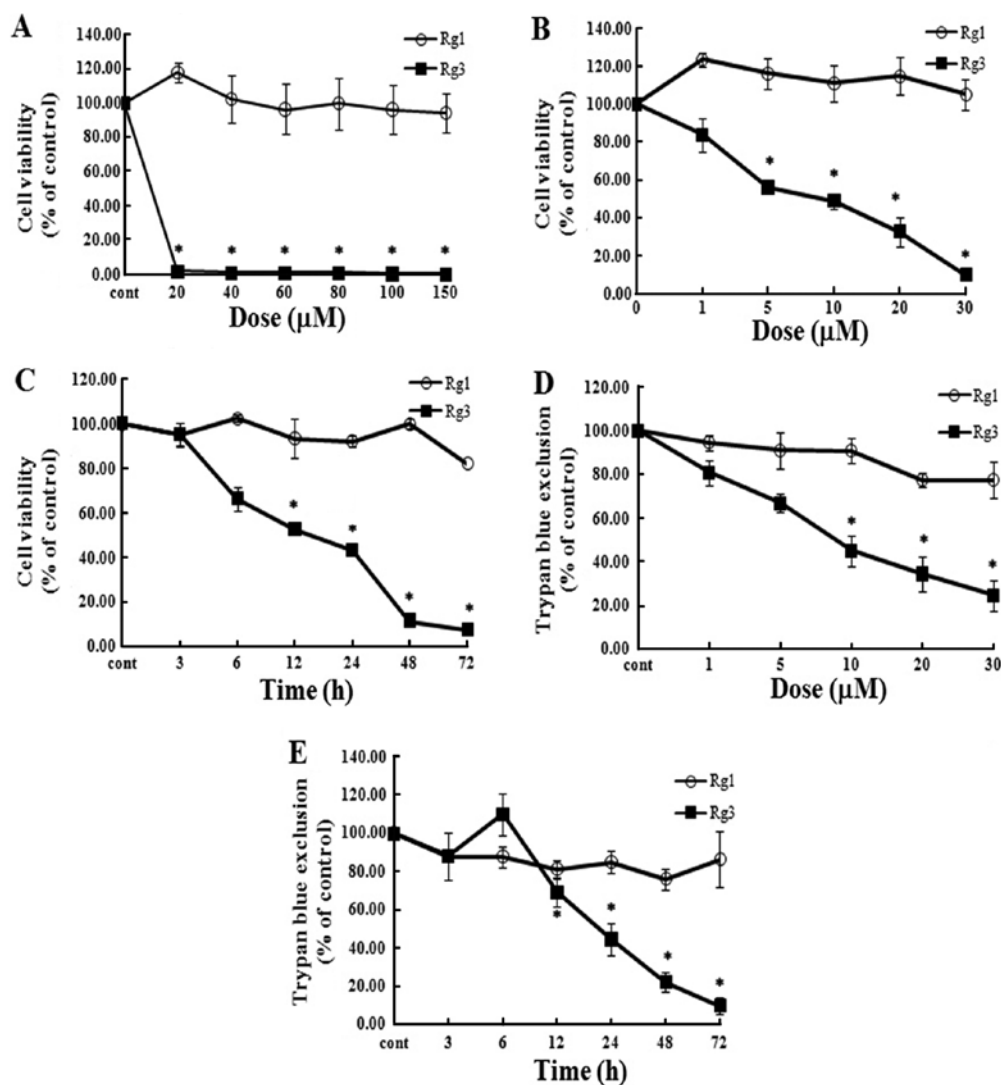 A
Cell viability
(% of control)
140.00
120.00
100.00
80.00
60.00
40.00
20.00
0.00
Rg1
Rg3
* * * * * *
cont 20 40 60 80 100 150
Dose (µM)
B
Cell viability
(% of control)
140.00
120.00
100.00
80.00
60.00
40.00
20.00
0.00
Rg1
Rg3
* * * *
0 1 5 10 20 30
Dose (µM)
C
Cell viability
(% of control)
120.00
100.00
80.00
60.00
40.00
20.00
0.00
Rg1
Rg3
* * * *
cont 3 6 12 24 48 72
Time (h)
D
Trypan blue exclusion
(% of control)
120.00
100.00
80.00
60.00
40.00
20.00
0.00
Rg1
Rg3
* * *
cont 1 5 10 20 30
Dose (µM)
E
Trypan blue exclusion
(% of control)
140.00
120.00
100.00
80.00
60.00
40.00
20.00
0.00
Rg1
Rg3
* * * *
cont 3 6 12 24 48 72
Time (h)